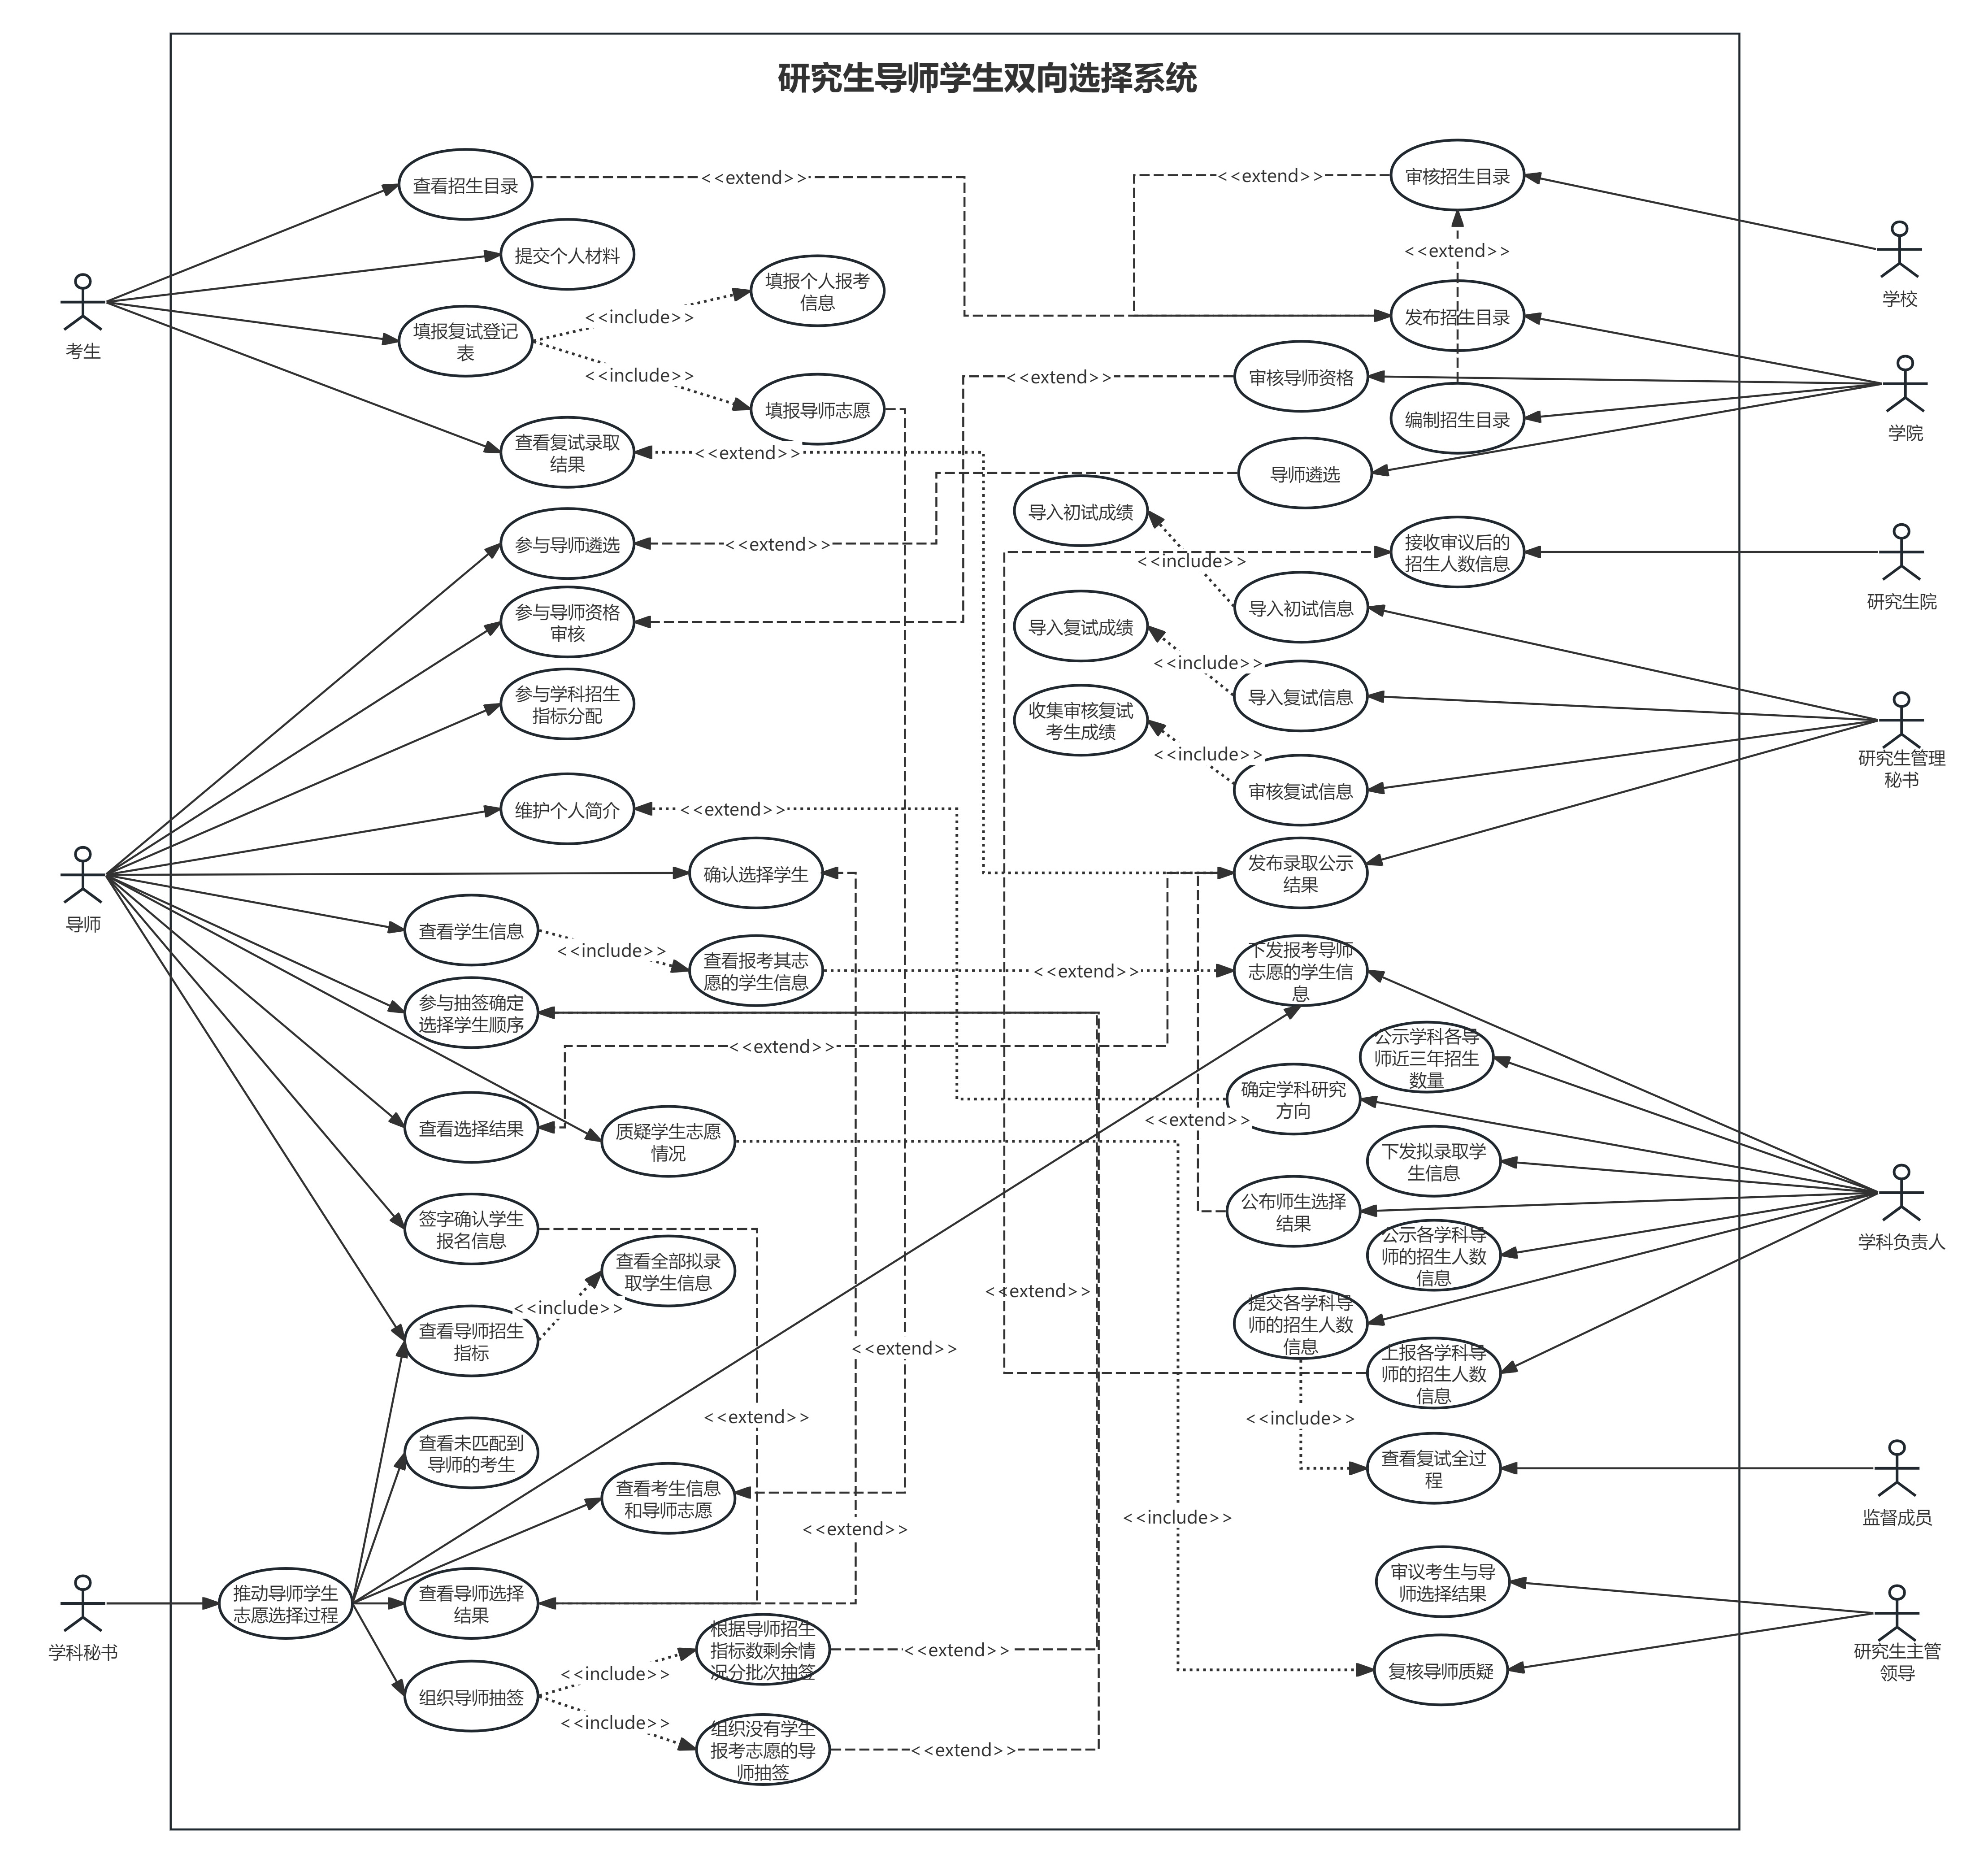 研究生导师学生双向选择系统
查看招生目录
<<extend>>
<<extend>>
审核招生目录
提交个人材料
<<extend>>
学校
填报个人报考
信息
<<include>>
填报复试登记
表
发布招生目录
考生
<<include>>
填报导师志愿
<<extend>>
审核导师资格
编制招生目录
学院
查看复试录取
结果
<<extend>>
导师遴选
导入初试成绩
参与导师遴选
<<extend>>
<<include>>
接收审议后的
招生人数信息
研究生院
参与导师资格
审核
导入复试成绩
导入初试信息
<<include>>
参与学科招生
指标分配
导入复试信息
收集审核复试
考生成绩
<<include>>
研究生管理
秘书
维护个人简介
<<extend>>
审核复试信息
确认选择学生
发布录取公示
结果
导师
查看学生信息
<<include>>
查看报考其志
愿的学生信息
<<extend>>
下发报考导师
志愿的学生信
息
参与抽签确定
选择学生顺序
<<extend>>
公示学科各导
师近三年招生
数量
确定学科研究
方向
<<extend>>
查看选择结果
质疑学生志愿
情况
下发拟录取学
生信息
签字确认学生
报名信息
公布师生选择
结果
学科负责人
查看全部拟录
取学生信息
公示各学科导
师的招生人数
信息
<<include>>
<<extend>>
查看导师招生
指标
提交各学科导
师的招生人数
信息
<<extend>>
上报各学科导
师的招生人数
信息
<<extend>>
<<include>>
查看未匹配到
导师的考生
查看复试全过
程
查看考生信息
和导师志愿
<<extend>>
<<include>>
监督成员
推动导师学生
志愿选择过程
查看导师选择
结果
审议考生与导
师选择结果
学科秘书
根据导师招生
指标数剩余情
况分批次抽签
<<extend>>
研究生主管
领导
<<include>>
组织导师抽签
复核导师质疑
<<include>>
组织没有学生
报考志愿的导
师抽签
<<extend>>